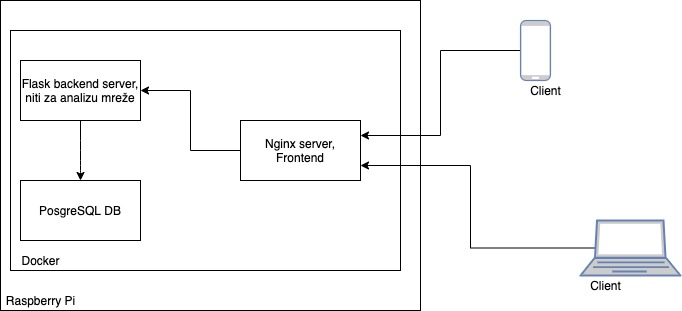 Flask backend server,
niti za analizu mreže
Client
Nginx server,
Frontend
PosgreSQL DB
Docker
Client
Raspberry Pi